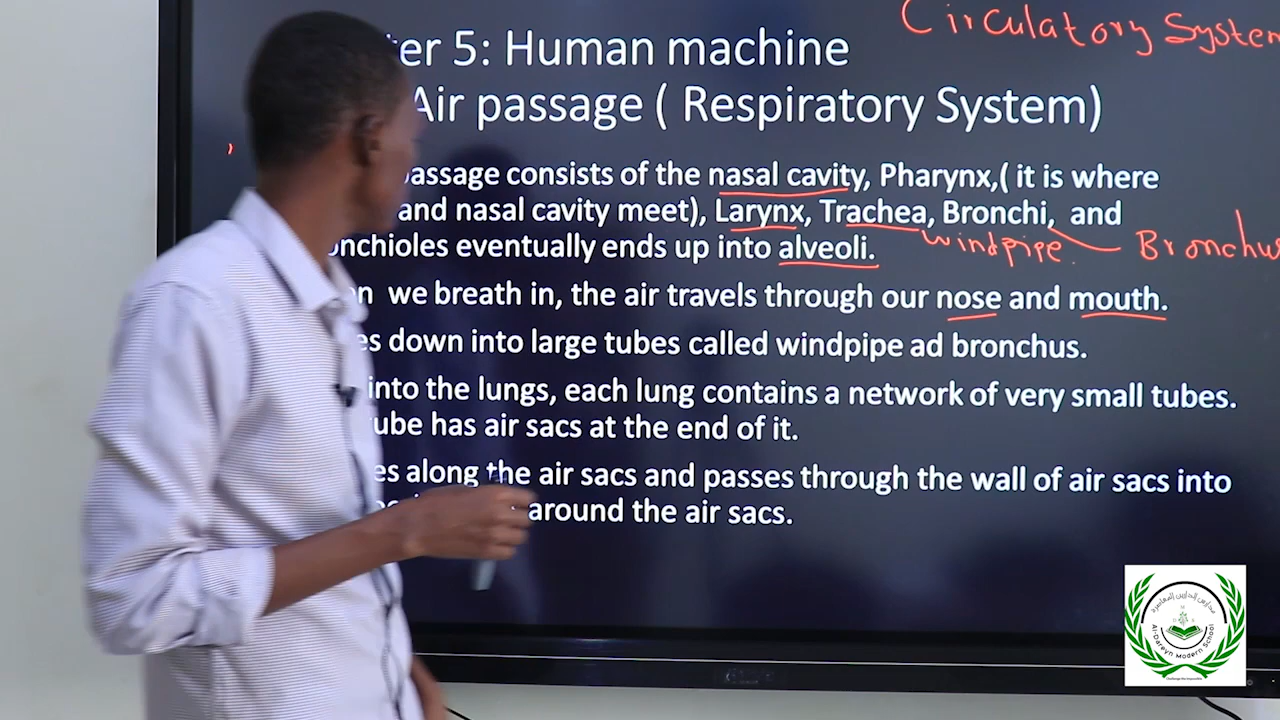 Circulatory System
er 5: Human machine
Air passage ( Respiratory System)
passage consists of the nasal cavity, Pharynx,( it is where
and nasal cavity meet), Larynx, Trachea, Bronchi, and
windpipe. Bronchus
onchioles eventually ends up into alveoli.
n we breath in, the air travels through our nose and mouth.
es down into large tubes called windpipe ad bronchus.
into the lungs, each lung contains a network of very small tubes.
ube has air sacs at the end of it.
es along the air sacs and passes through the wall of air sacs into
around the air sacs.
Modern School